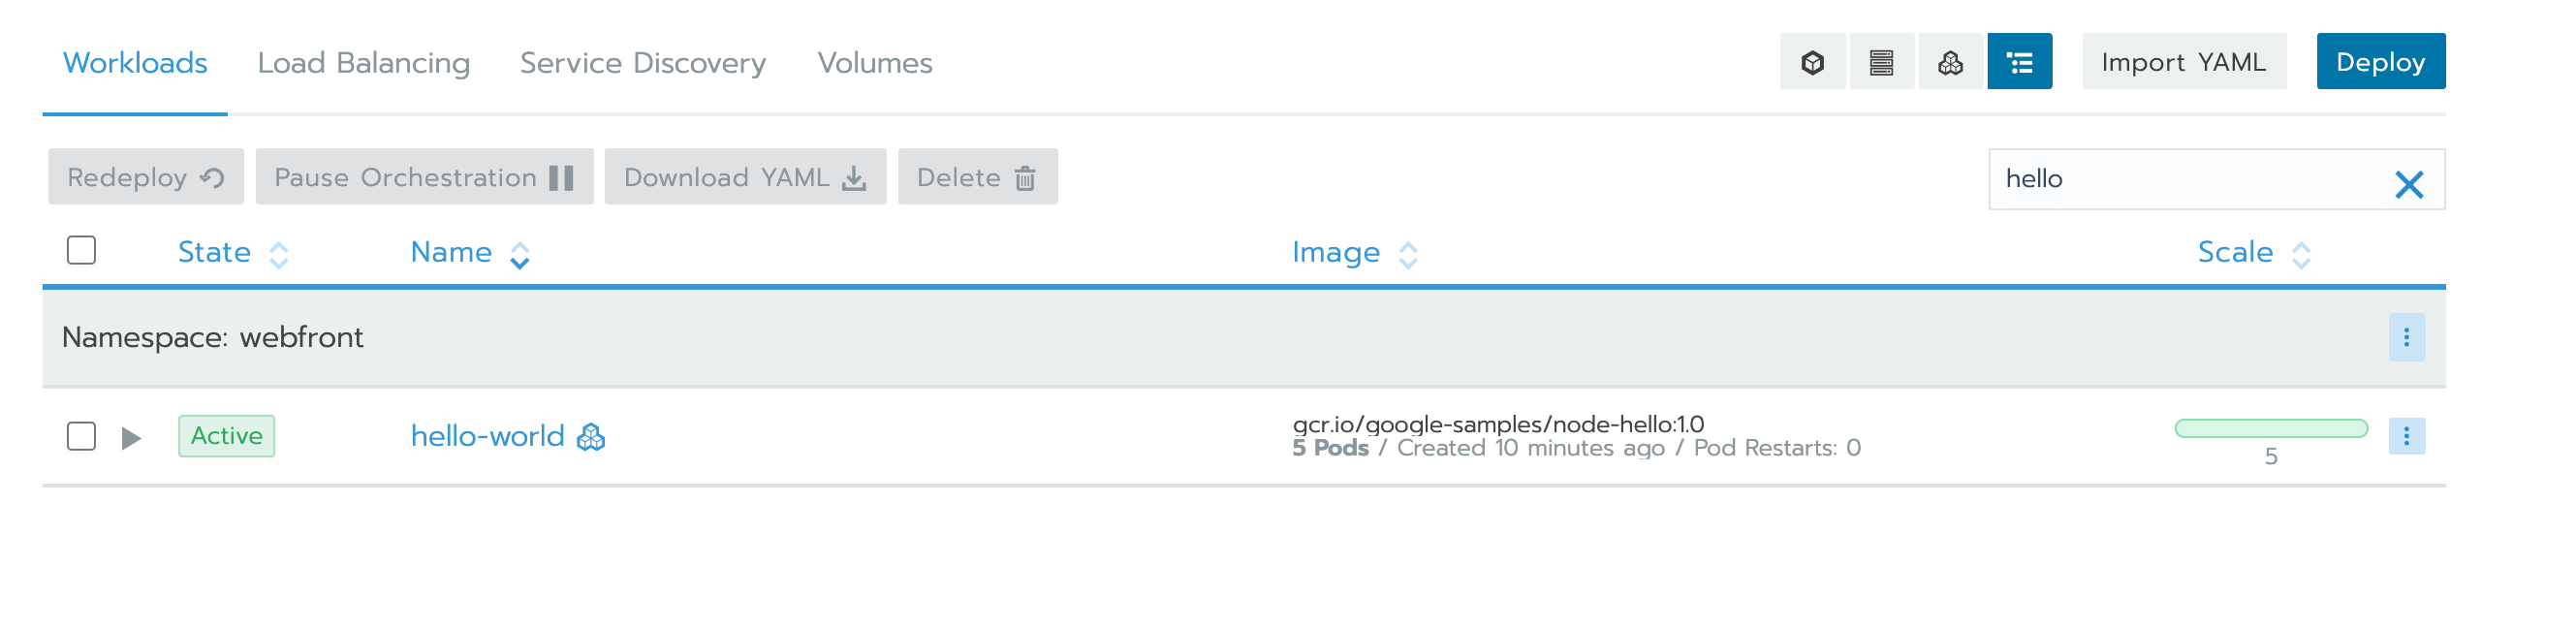 Workloads Load Balancing Service Discovery Volumes Import YAML Deploy
Redeploy Pause Orchestration Download YAML Delete hello
State Name Image Scale
Namespace: webfront
Active hello-world gcr.io/google-samples/node-hello:1.0
5 Pods / Created 10 minutes ago / Pod Restarts: 0
5